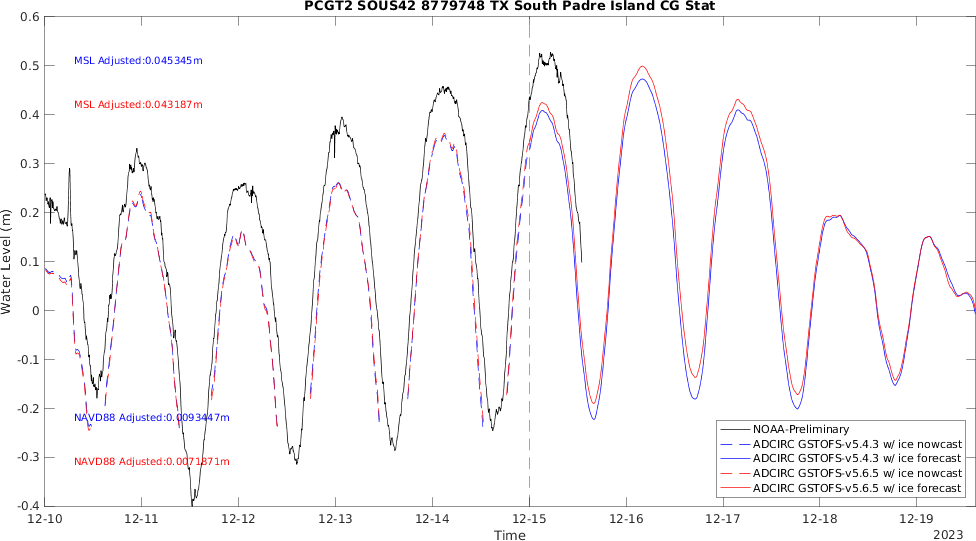 PCGT2 SOUS42 8779748 TX South Padre Island CG Stat
0.6
0.5
0.4
0.3
0.2
0.1
0
-0.1
-0.2
-0.3
-0.4
Water Level (m)
MSL Adjusted:0.045345m
MSL Adjusted:0.043187m
NAVD88 Adjusted:0.0093447m
NAVD88 Adjusted:0.0071871m
NOAA-Preliminary
ADCIRC GSTOFS-v5.4.3 w/ ice nowcast
ADCIRC GSTOFS-v5.4.3 w/ ice forecast
ADCIRC GSTOFS-v5.6.5 w/ ice nowcast
ADCIRC GSTOFS-v5.6.5 w/ ice forecast
12-10 12-11 12-12 12-13 12-14 12-15 12-16 12-17 12-18 12-19
Time
2023